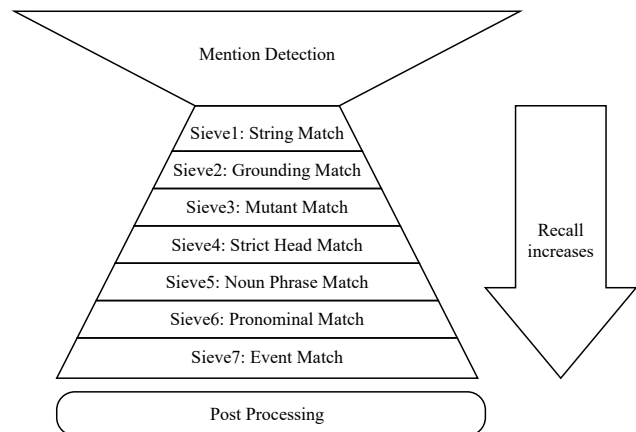 Mention Detection
Sieve1: String Match
Sieve2: Grounding Match
Sieve3: Mutant Match
Sieve4: Strict Head Match
Sieve5: Noun Phrase Match
Sieve6: Pronominal Match
Sieve7: Event Match
Post Processing
Recall
increases